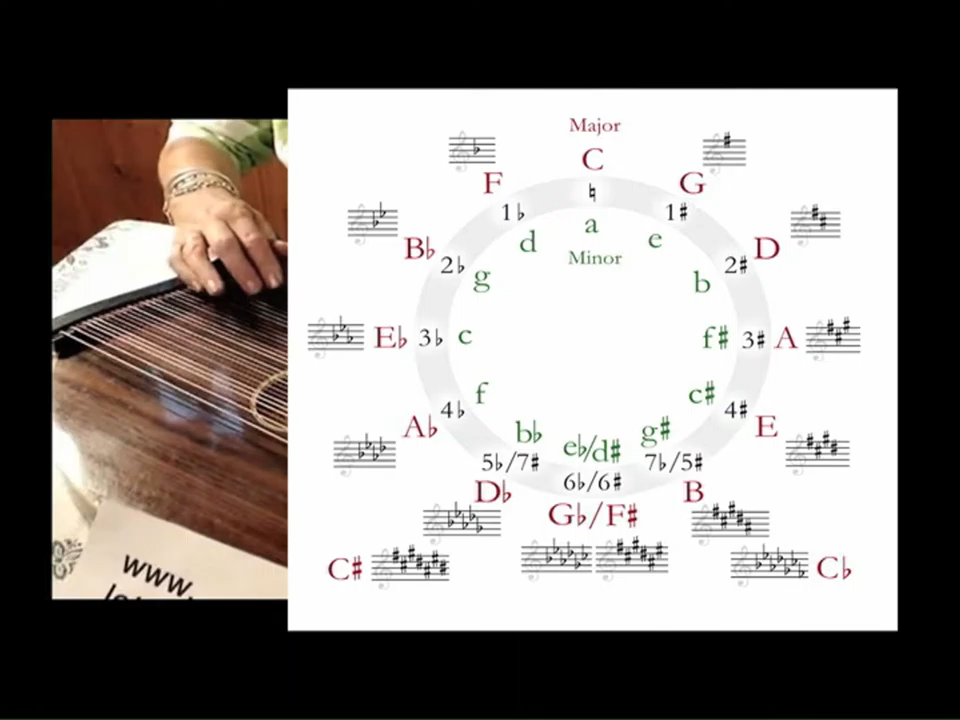 Major
C
F
G
♮
1♭
1♯
a
d
e
Minor
B♭
D
2♭
2♯
g
b
E♭
3♭
c
f♯
3♯
A
f
c♯
4♭
4♯
A♭
E
b♭
e♭/d♯
g♯
5♭/7♯
6♭/6♯
7♭/5♯
D♭
G♭/F♯
B
C♯
C♭
www.